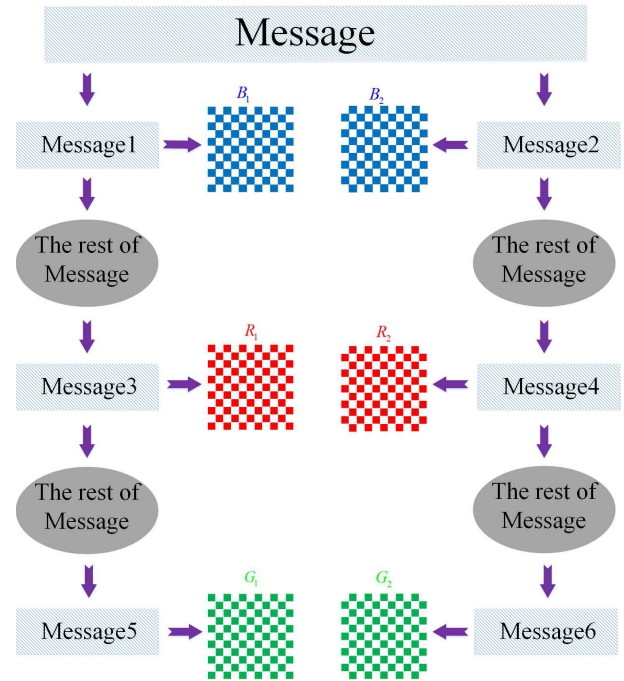 Message
B₁
B₂
Message1
Message2
The rest of
Message
The rest of
Message
R₁
R₂
Message3
Message4
The rest of
Message
The rest of
Message
G₁
G₂
Message5
Message6